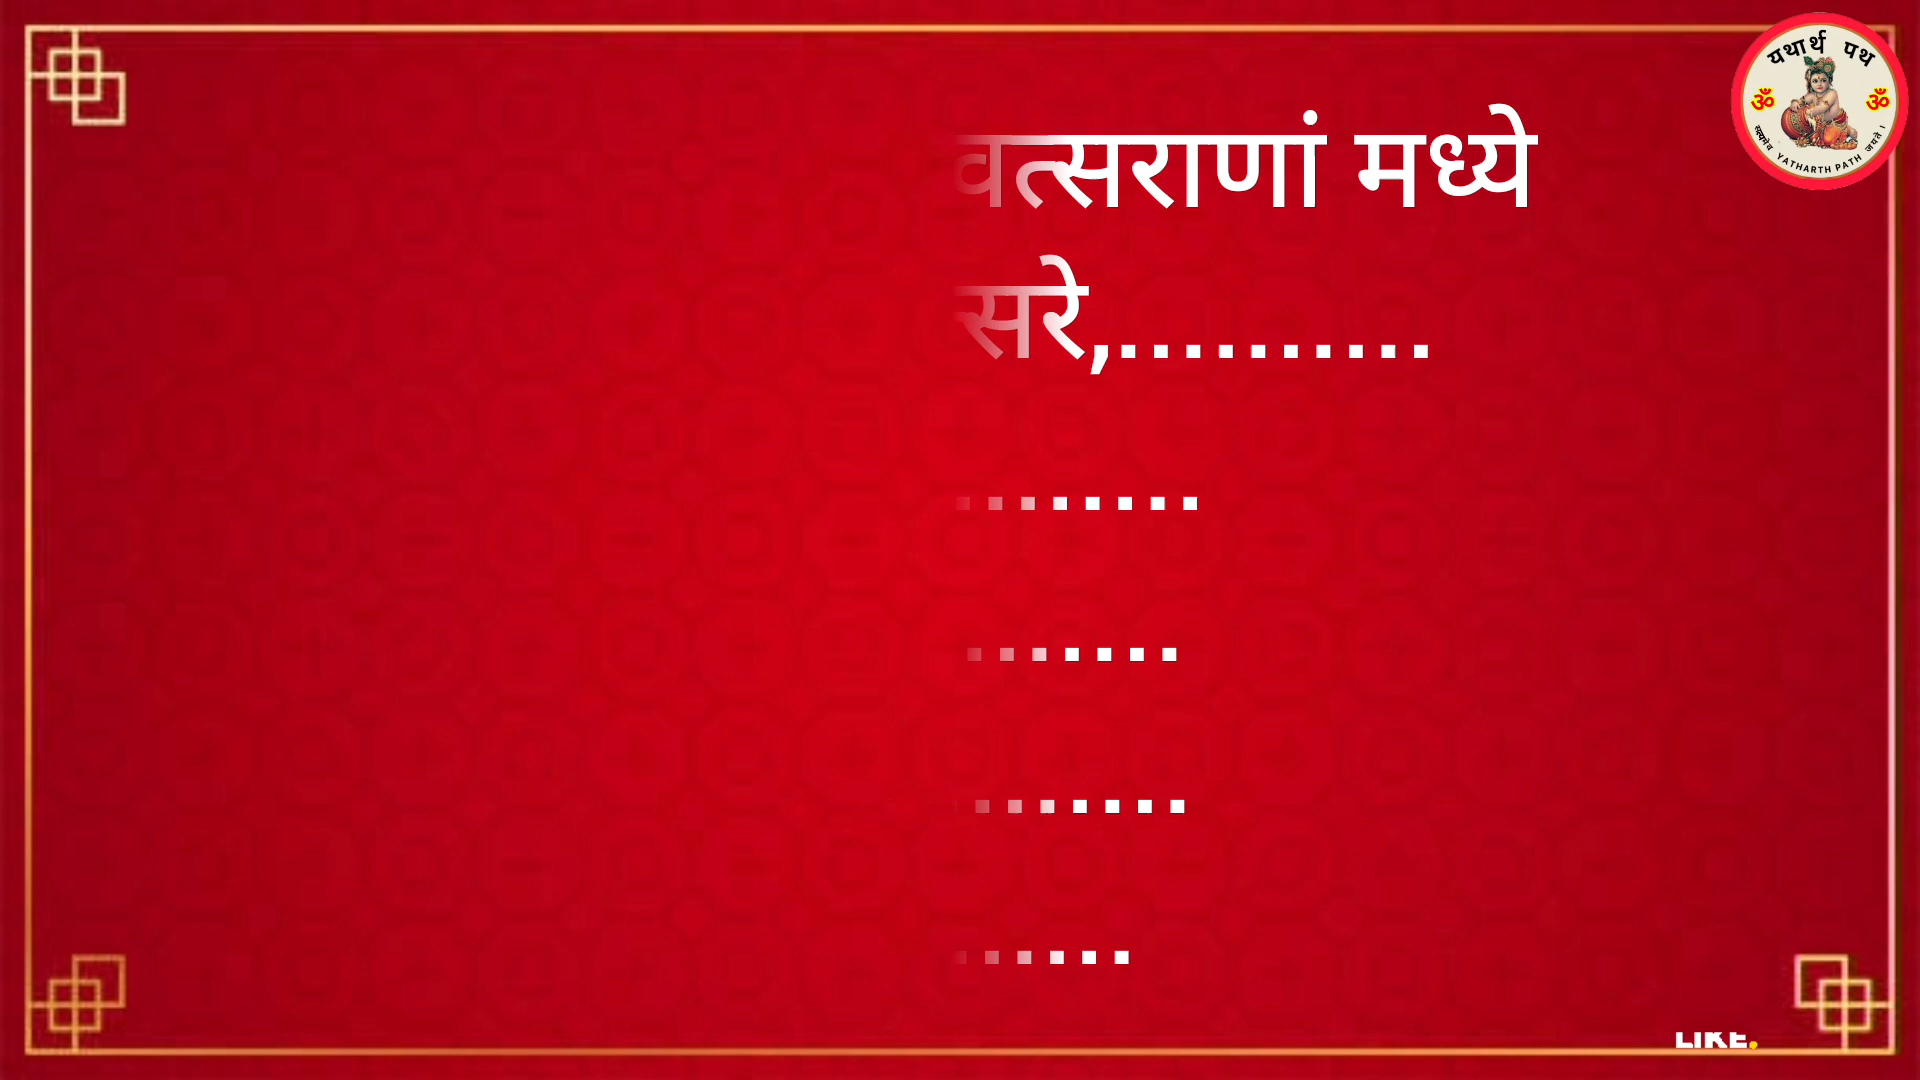 यथार्थ पथ
ॐ ॐ
YATHARTH PATH
वत्सराणां मध्ये
सरे,..........
........
.......
.......
......
LIKE.